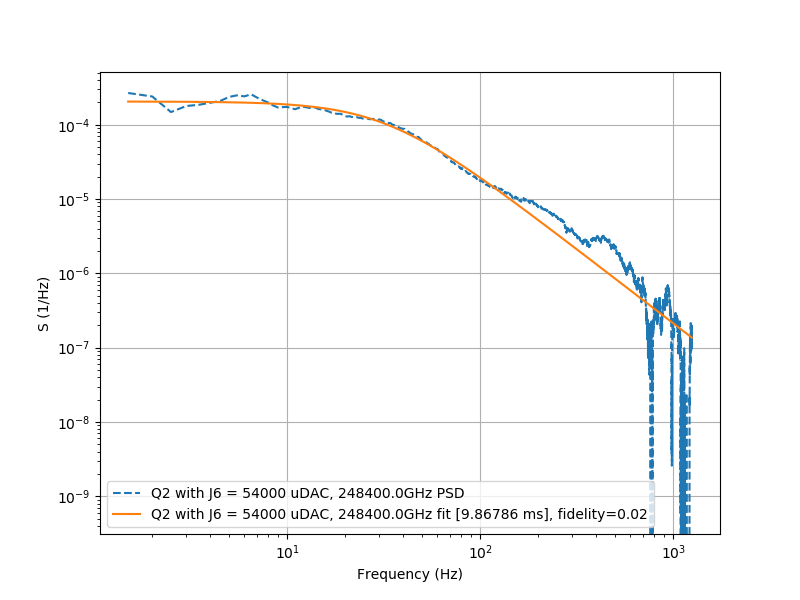 S (1/Hz)
10⁻⁴
10⁻⁵
10⁻⁶
10⁻⁷
10⁻⁸
10⁻⁹
Q2 with J6 = 54000 uDAC, 248400.0GHz PSD
Q2 with J6 = 54000 uDAC, 248400.0GHz fit [9.86786 ms], fidelity=0.02
10¹ 10² 10³
Frequency (Hz)